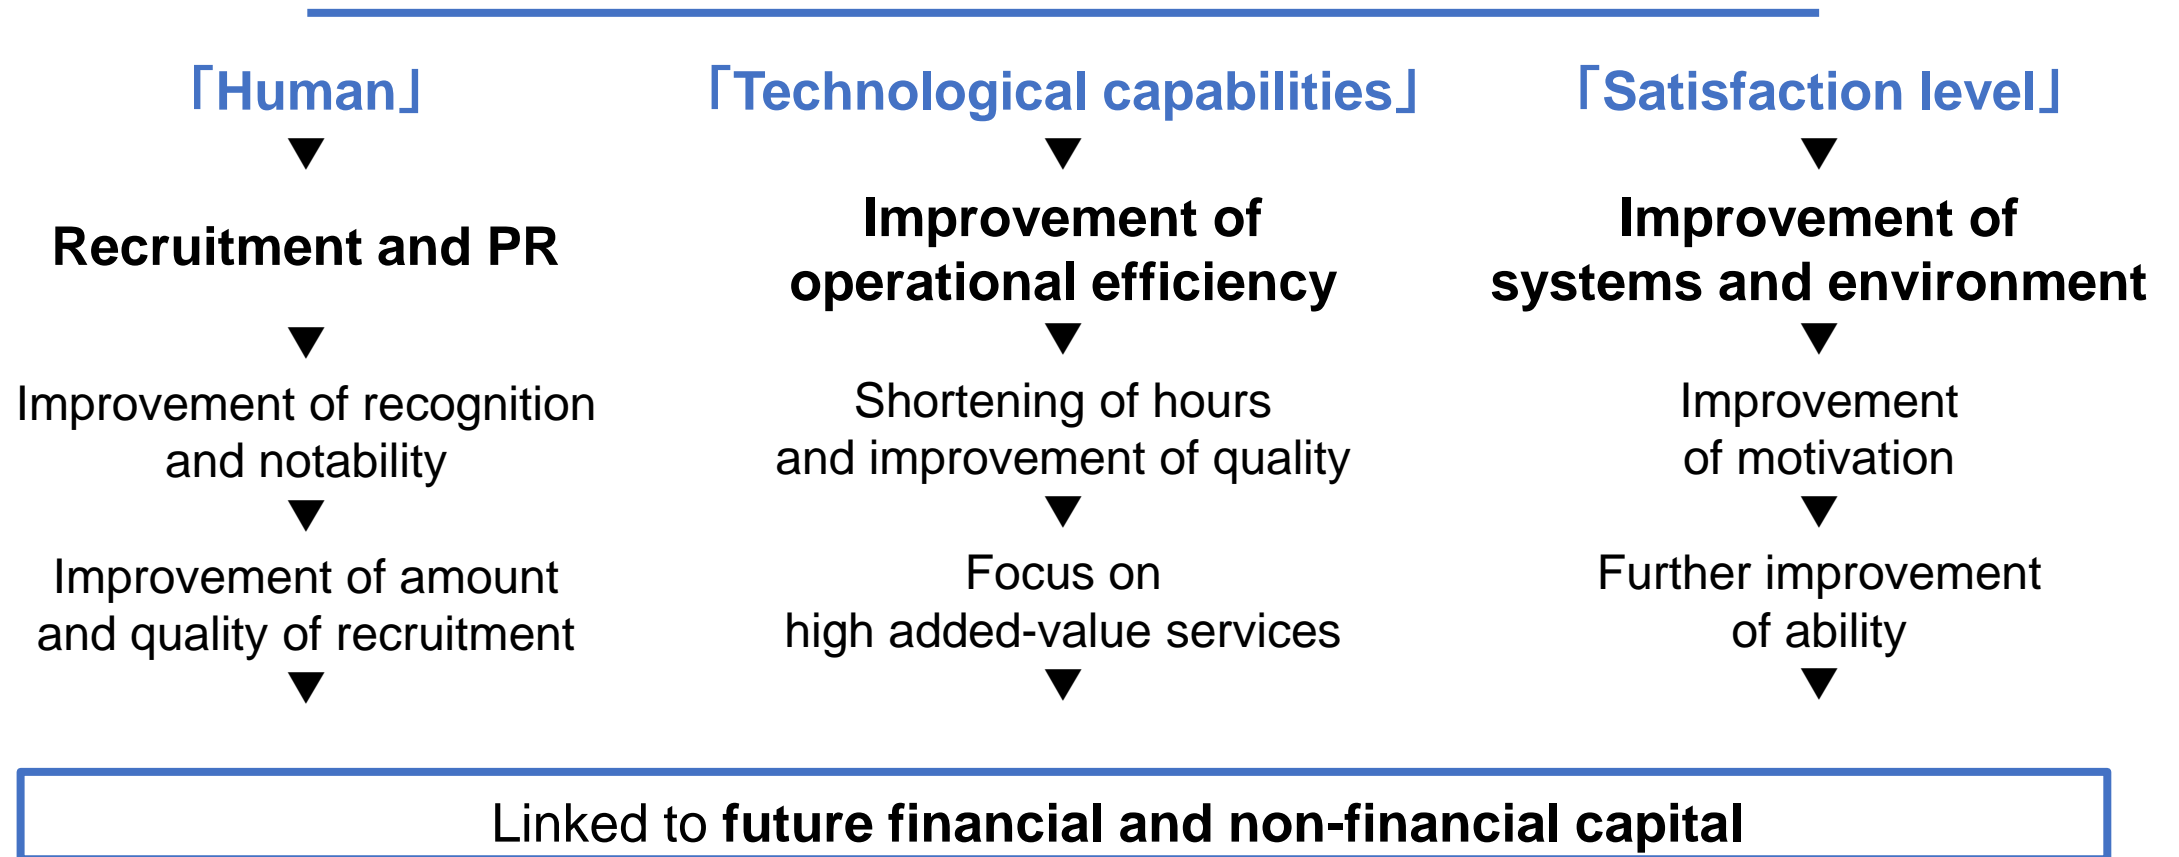 ｢Human｣
▼
Recruitment and PR
▼
Improvement of recognition
and notability
▼
Improvement of amount
and quality of recruitment
▼
｢Technological capabilities｣
▼
Improvement of
operational efficiency
▼
Shortening of hours
and improvement of quality
▼
Focus on
high added-value services
▼
｢Satisfaction level｣
▼
Improvement of
systems and environment
▼
Improvement
of motivation
▼
Further improvement
of ability
▼
Linked to future financial and non-financial capital